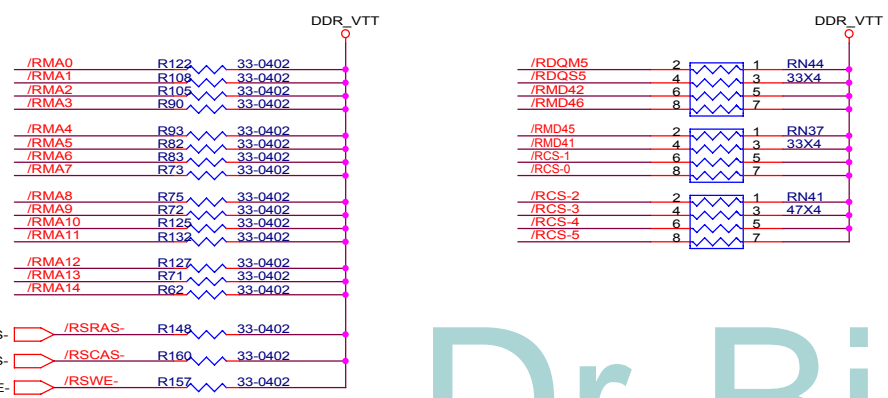 DDR_VTT
/RMA0 R122 33-0402
/RMA1 R108 33-0402
/RMA2 R105 33-0402
/RMA3 R90 33-0402
/RMA4 R93 33-0402
/RMA5 R82 33-0402
/RMA6 R83 33-0402
/RMA7 R73 33-0402
/RMA8 R75 33-0402
/RMA9 R72 33-0402
/RMA10 R125 33-0402
/RMA11 R132 33-0402
/RMA12 R127 33-0402
/RMA13 R71 33-0402
/RMA14 R62 33-0402
S- /RSRAS- R148 33-0402
S- /RSCAS- R160 33-0402
E- /RSWE- R157 33-0402
DDR_VTT
/RDQM5 2 1 RN44
/RDQS5 4 3 33X4
/RMD42 6 5
/RMD46 8 7
/RMD45 2 1 RN37
/RMD41 4 3 33X4
/RCS-1 6 5
/RCS-0 8 7
/RCS-2 2 1 RN41
/RCS-3 4 3 47X4
/RCS-4 6 5
/RCS-5 8 7
Dr Bi